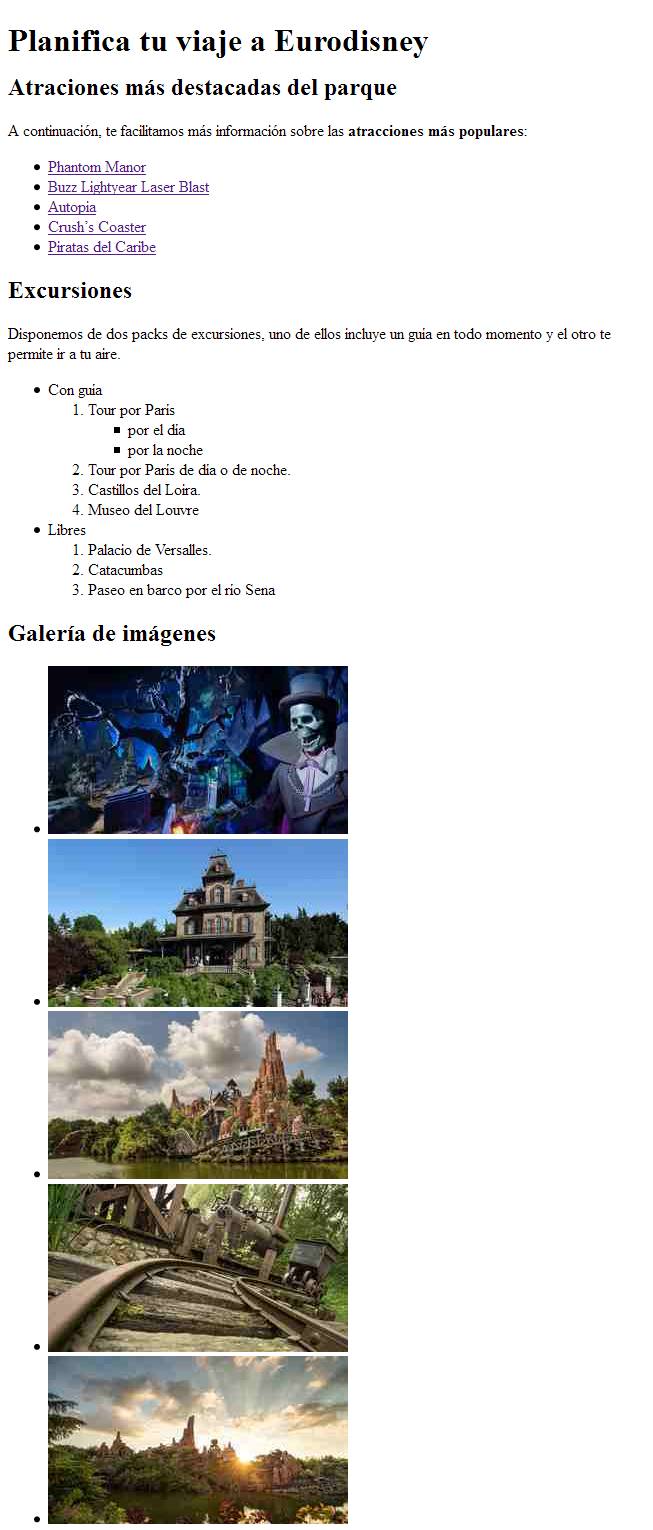 Planifica tu viaje a Eurodisney
Atraciones más destacadas del parque
A continuación, te facilitamos más información sobre las atracciones más populares:
• Phantom Manor
• Buzz Lightyear Laser Blast
• Autopia
• Crush’s Coaster
• Piratas del Caribe
Excursiones
Disponemos de dos packs de excursiones, uno de ellos incluye un guia en todo momento y el otro te
permite ir a tu aire.
• Con guia
1. Tour por París
▪ por el día
▪ por la noche
2. Tour por París de día o de noche.
3. Castillos del Loira.
4. Museo del Louvre
• Libres
1. Palacio de Versalles.
2. Catacumbas
3. Paseo en barco por el río Sena
Galería de imágenes